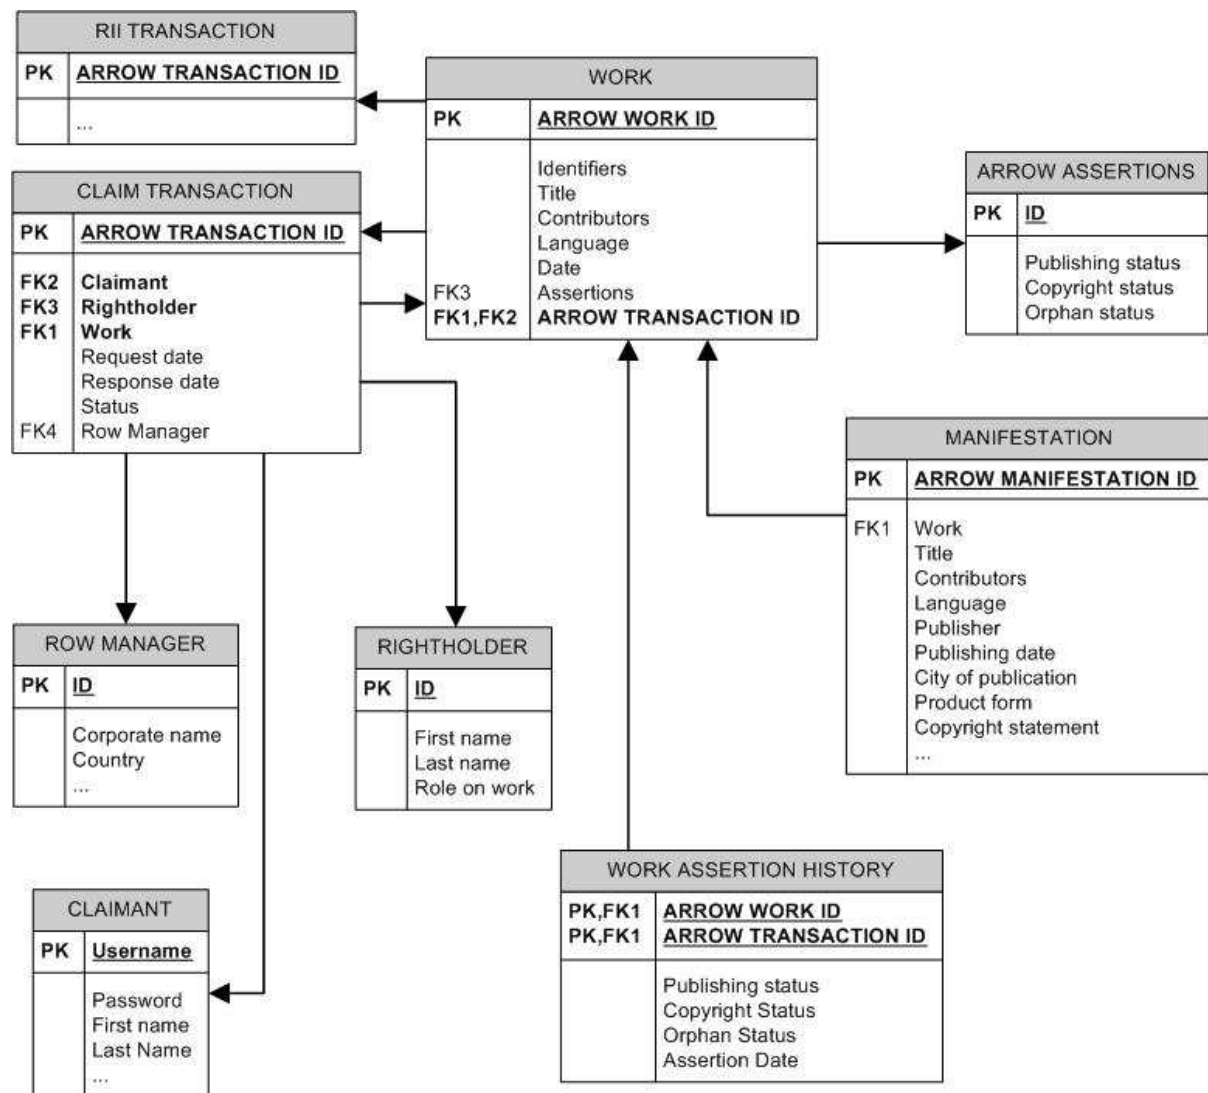 RII TRANSACTION
PK ARROW TRANSACTION ID
...
WORK
PK ARROW WORK ID
Identifiers
Title
Contributors
Language
Date
FK3 Assertions
FK1,FK2 ARROW TRANSACTION ID
CLAIM TRANSACTION
PK ARROW TRANSACTION ID
FK2 Claimant
FK3 Rightholder
FK1 Work
Request date
Response date
Status
FK4 Row Manager
ARROW ASSERTIONS
PK ID
Publishing status
Copyright status
Orphan status
MANIFESTATION
PK ARROW MANIFESTATION ID
FK1 Work
Title
Contributors
Language
Publisher
Publishing date
City of publication
Product form
Copyright statement
...
ROW MANAGER
PK ID
Corporate name
Country
...
RIGHTHOLDER
PK ID
First name
Last name
Role on work
WORK ASSERTION HISTORY
PK,FK1 ARROW WORK ID
PK,FK1 ARROW TRANSACTION ID
Publishing status
Copyright Status
Orphan Status
Assertion Date
CLAIMANT
PK Username
Password
First name
Last Name
...